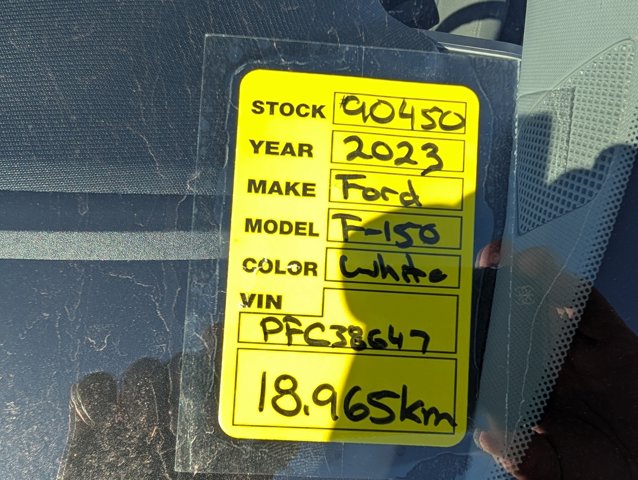 STOCK 90450
YEAR 2023
MAKE Ford
MODEL F-150
COLOR White
VIN
PFC38647
18.965km